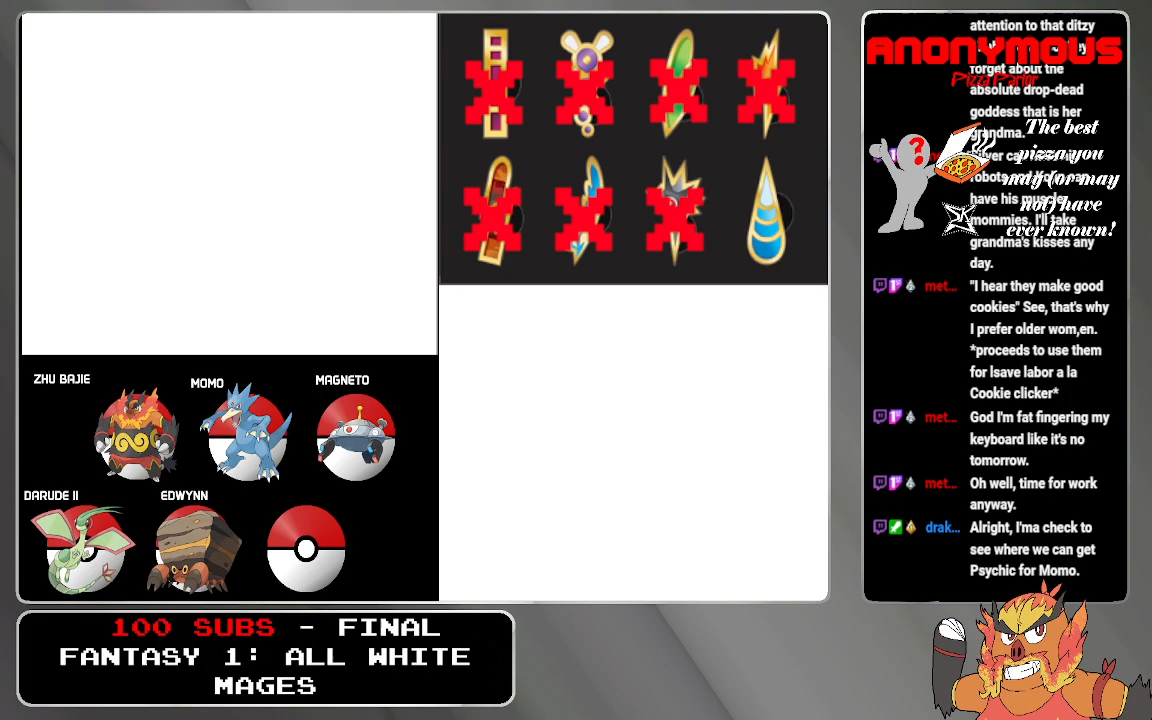 ZHU BAJIE
MOMO
MAGNETO
DARUDE II
EDWYNN
100 SUBS - FINAL
FANTASY 1: ALL WHITE
MAGES
ANONYMOUS
Pizza Parlor
The best
pizza you
may (or may
not) have
ever known!
attention to that ditzy
forget about the
absolute drop-dead
goddess that is her
grandma.
robots
have his muscle
mommies. I'll take
grandma's kisses any
day.
met... "I hear they make good
cookies" See, that's why
I prefer older wom,en.
*proceeds to use them
for lsave labor a la
Cookie clicker*
met... God I'm fat fingering my
keyboard like it's no
tomorrow.
met... Oh well, time for work
anyway.
drak... Alright, I'ma check to
see where we can get
Psychic for Momo.